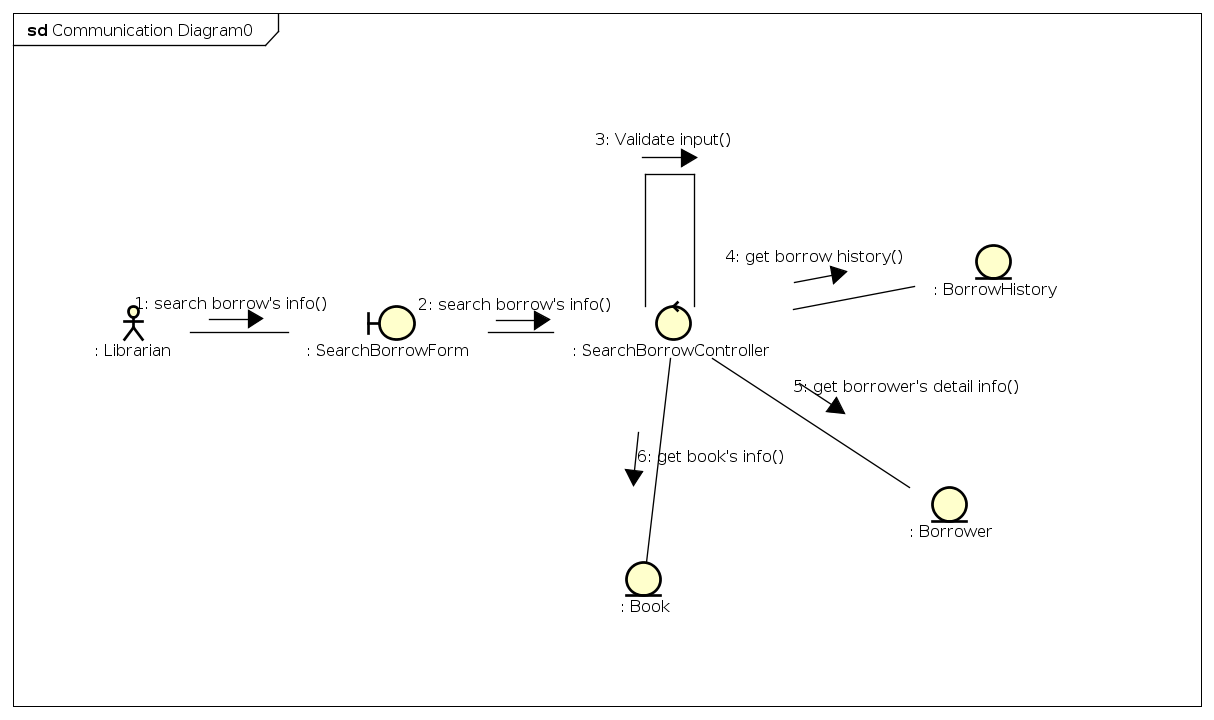 sd Communication Diagram0
3: Validate input()
4: get borrow history()
: BorrowHistory
1: search borrow's info()
2: search borrow's info()
: Librarian
: SearchBorrowForm
: SearchBorrowController
5: get borrower's detail info()
6: get book's info()
: Borrower
: Book